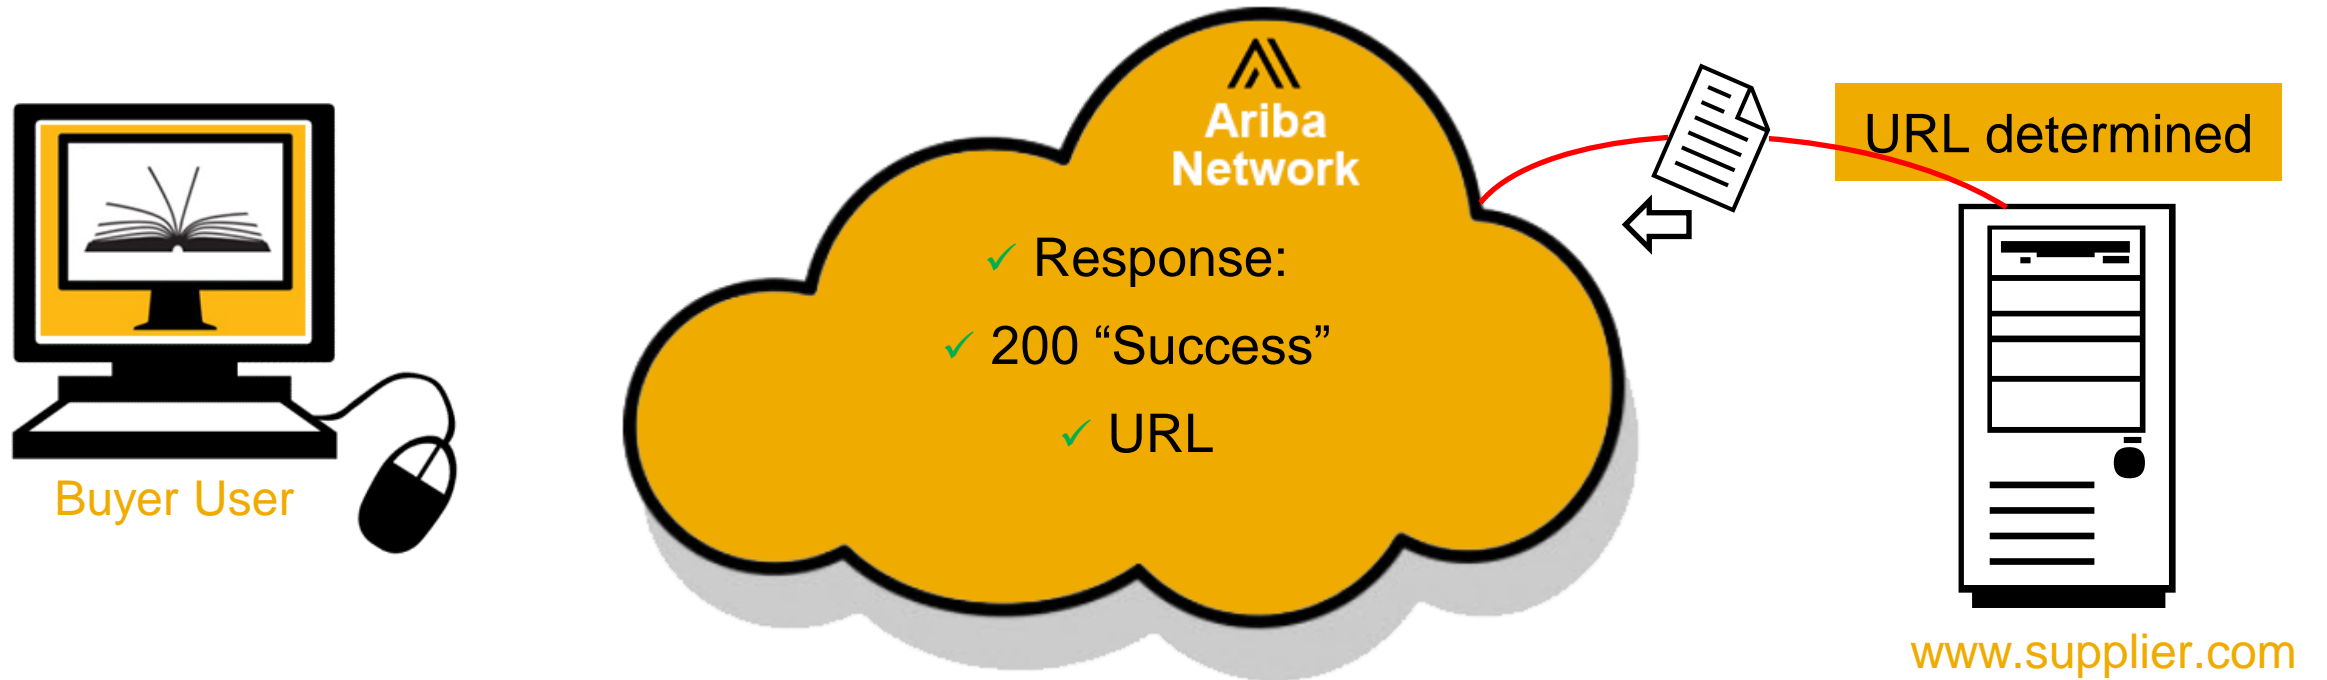 Ariba
Network
URL determined
✓ Response:
✓ 200 “Success”
✓ URL
Buyer User
www.supplier.com